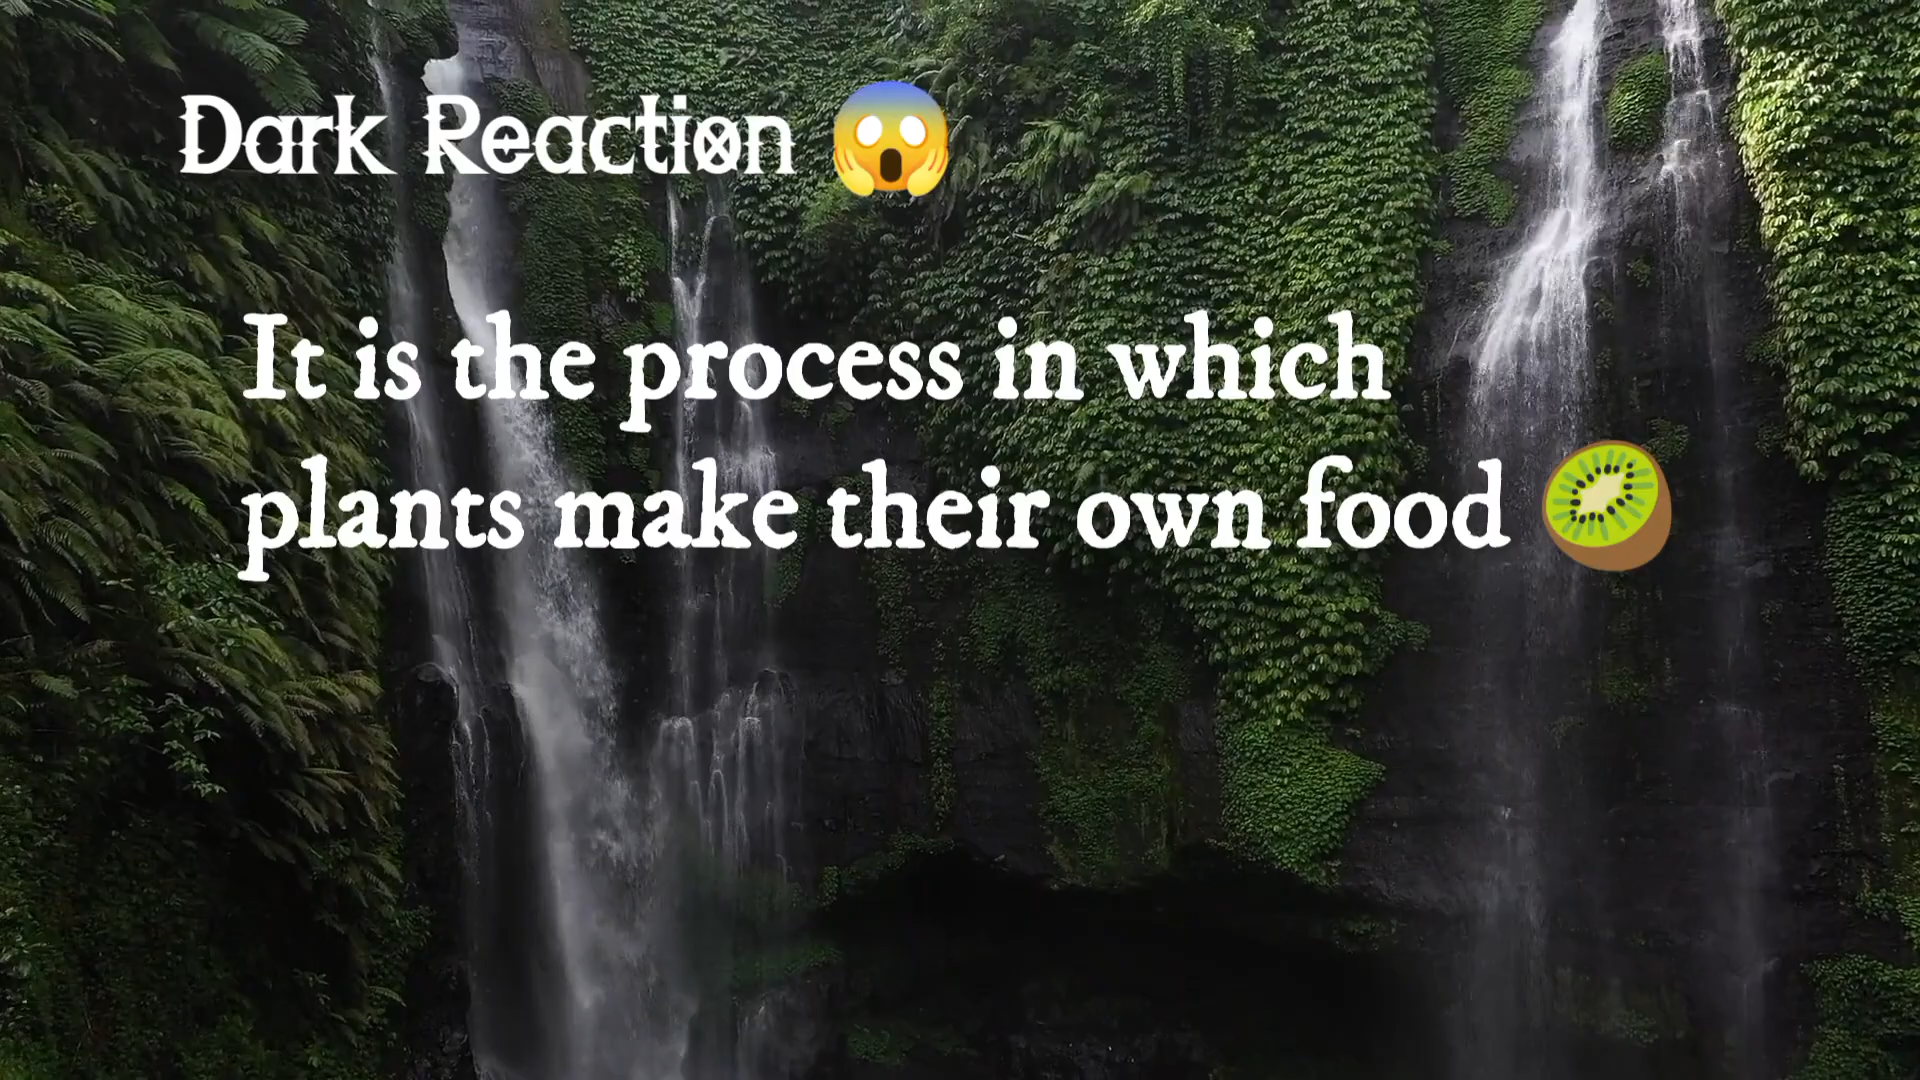 Dark Reaction 😱
It is the process in which
plants make their own food 🥝